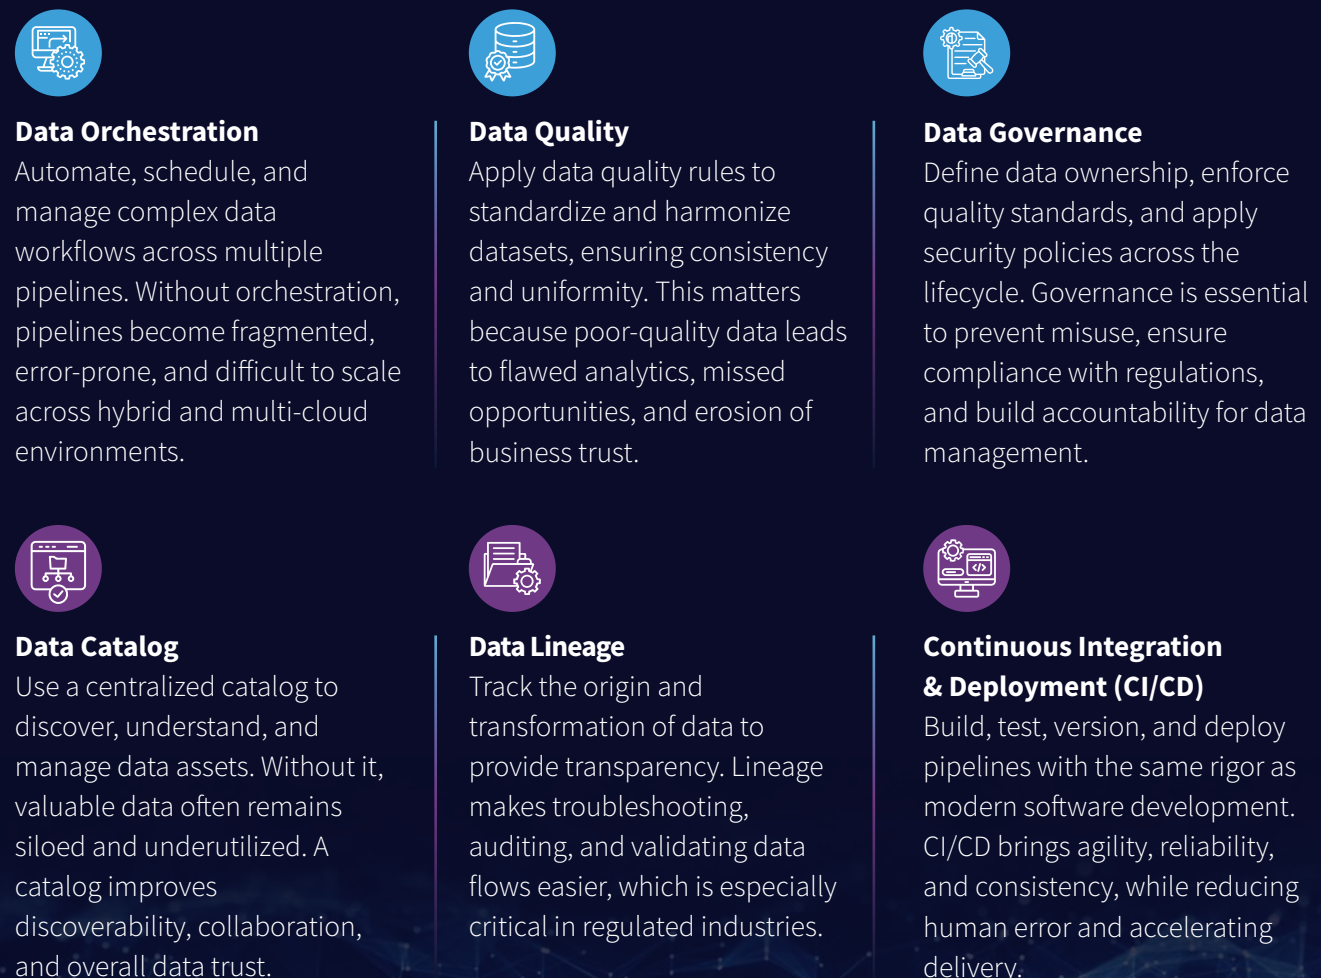 Data Orchestration
Automate, schedule, and
manage complex data
workflows across multiple
pipelines. Without orchestration,
pipelines become fragmented,
error-prone, and difficult to scale
across hybrid and multi-cloud
environments.
Data Quality
Apply data quality rules to
standardize and harmonize
datasets, ensuring consistency
and uniformity. This matters
because poor-quality data leads
to flawed analytics, missed
opportunities, and erosion of
business trust.
Data Governance
Define data ownership, enforce
quality standards, and apply
security policies across the
lifecycle. Governance is essential
to prevent misuse, ensure
compliance with regulations,
and build accountability for data
management.
Data Catalog
Use a centralized catalog to
discover, understand, and
manage data assets. Without it,
valuable data often remains
siloed and underutilized. A
catalog improves
discoverability, collaboration,
and overall data trust.
Data Lineage
Track the origin and
transformation of data to
provide transparency. Lineage
makes troubleshooting,
auditing, and validating data
flows easier, which is especially
critical in regulated industries.
Continuous Integration
& Deployment (CI/CD)
Build, test, version, and deploy
pipelines with the same rigor as
modern software development.
CI/CD brings agility, reliability,
and consistency, while reducing
human error and accelerating
delivery.